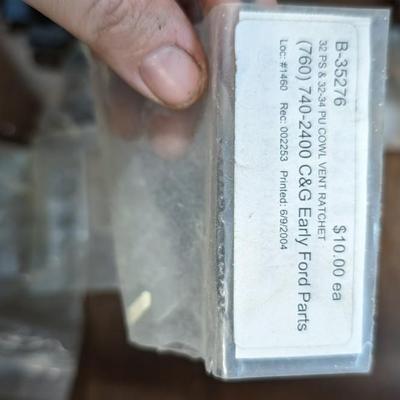 B-35276 $10.00 ea
32 PS & 32-34 PU COWL VENT RATCHET
(760) 740-2400 C&G Early Ford Parts
Loc: #1460 Rec: 002253 Printed: 6/9/2004